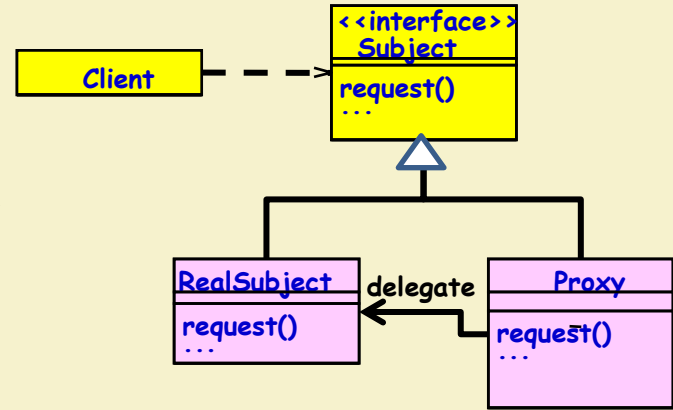 <<interface>>
Subject
Client
request()
...
RealSubject
delegate
Proxy
request()
...
request()
...